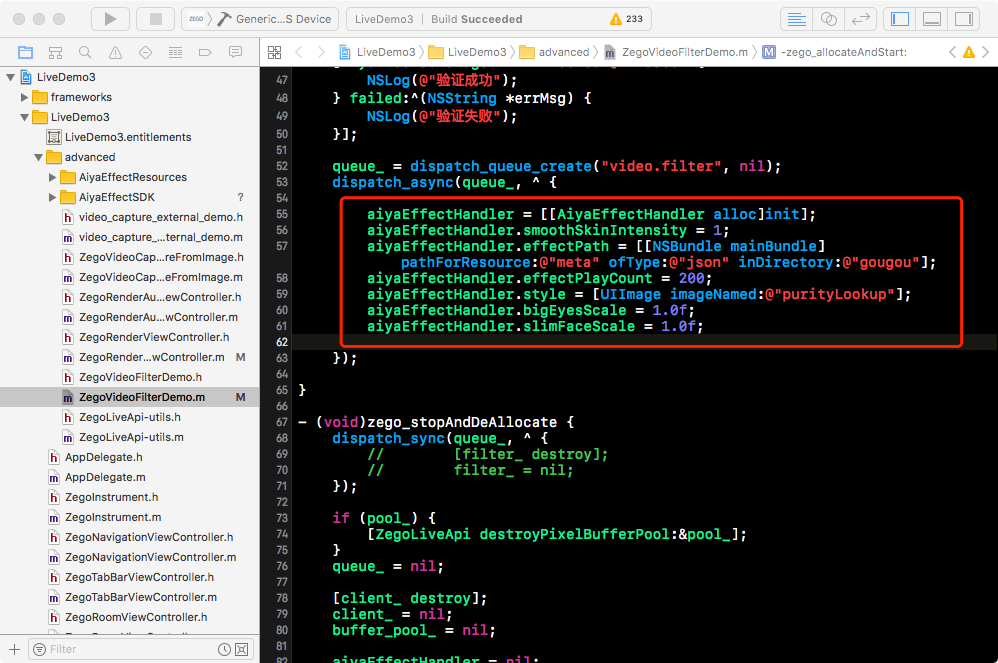 ZEGO Generic...S Device
LiveDemo3 | Build Succeeded 233
LiveDemo3 LiveDemo3 advanced ZegoVideoFilterDemo.m M -zego_allocateAndStart:
LiveDemo3
frameworks
LiveDemo3
LiveDemo3.entitlements
advanced
AiyaEffectResources
AiyaEffectSDK ?
h video_capture_external_demo.h
m video_capture_...ternal_demo.m
h ZegoVideoCap...reFromImage.h
m ZegoVideoCap...eFromImage.m
h ZegoRenderAu...ewController.h
m ZegoRenderAu...wController.m
h ZegoRenderViewController.h
m ZegoRender...wController.m M
h ZegoVideoFilterDemo.h
m ZegoVideoFilterDemo.m M
h ZegoLiveApi-utils.h
m ZegoLiveApi-utils.m
h AppDelegate.h
m AppDelegate.m
h ZegoInstrument.h
m ZegoInstrument.m
h ZegoNavigationViewController.h
m ZegoNavigationViewController.m
h ZegoTabBarViewController.h
m ZegoTabBarViewController.m
h ZegoRoomViewController.h
Filter
47 NSLog(@"验证成功");
48 } failed:^(NSString *errMsg) {
49 NSLog(@"验证失败");
50 }];
51
52 queue_ = dispatch_queue_create("video.filter", nil);
53 dispatch_async(queue_, ^ {
54
55 aiyaEffectHandler = [[AiyaEffectHandler alloc]init];
56 aiyaEffectHandler.smoothSkinIntensity = 1;
57 aiyaEffectHandler.effectPath = [[NSBundle mainBundle]
pathForResource:@"meta" ofType:@"json" inDirectory:@"gougou"];
58 aiyaEffectHandler.effectPlayCount = 200;
59 aiyaEffectHandler.style = [UIImage imageNamed:@"purityLookup"];
60 aiyaEffectHandler.bigEyesScale = 1.0f;
61 aiyaEffectHandler.slimFaceScale = 1.0f;
62
63 });
64
65 }
66
67 - (void)zego_stopAndDeAllocate {
68 dispatch_sync(queue_, ^ {
69 // [filter_ destroy];
70 // filter_ = nil;
71 });
72
73 if (pool_) {
74 [ZegoLiveApi destroyPixelBufferPool:&pool_];
75 }
76 queue_ = nil;
77
78 [client_ destroy];
79 client_ = nil;
80 buffer_pool_ = nil;
81
82 aiyaEffectHandler = nil;